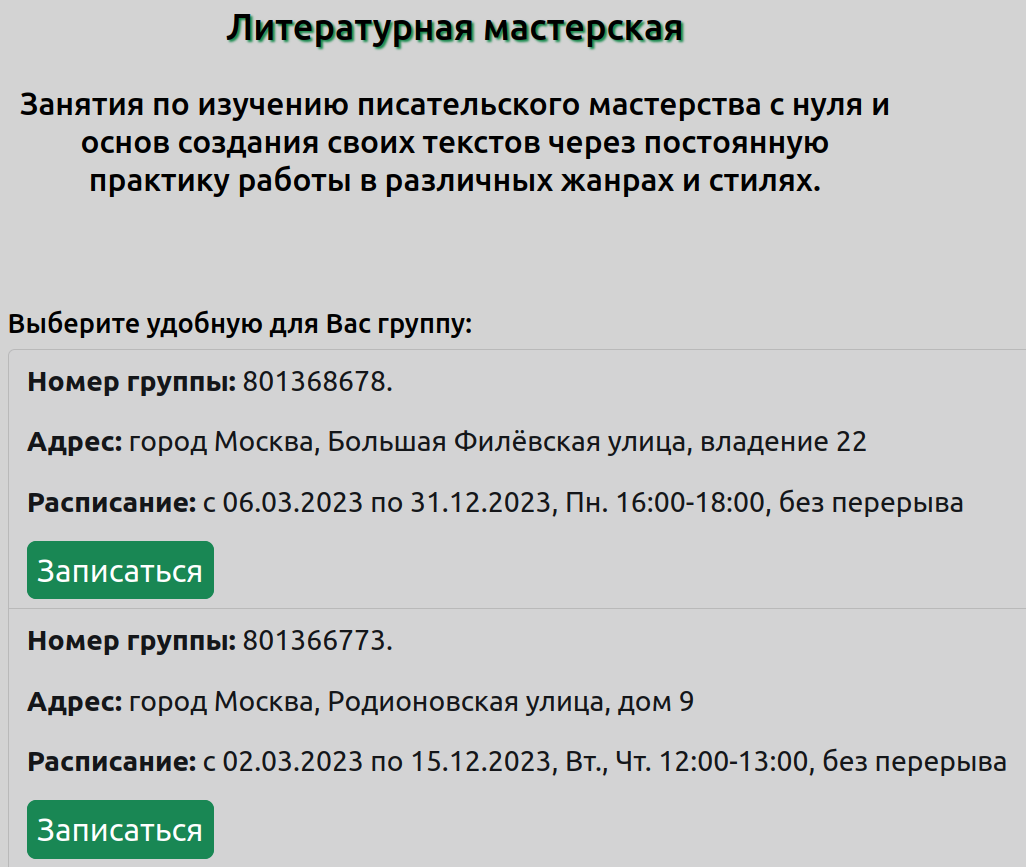 Литературная мастерская
Занятия по изучению писательского мастерства с нуля и
основ создания своих текстов через постоянную
практику работы в различных жанрах и стилях.
Выберите удобную для Вас группу:
Номер группы: 801368678.
Адрес: город Москва, Большая Филёвская улица, владение 22
Расписание: с 06.03.2023 по 31.12.2023, Пн. 16:00-18:00, без перерыва
Записаться
Номер группы: 801366773.
Адрес: город Москва, Родионовская улица, дом 9
Расписание: с 02.03.2023 по 15.12.2023, Вт., Чт. 12:00-13:00, без перерыва
Записаться